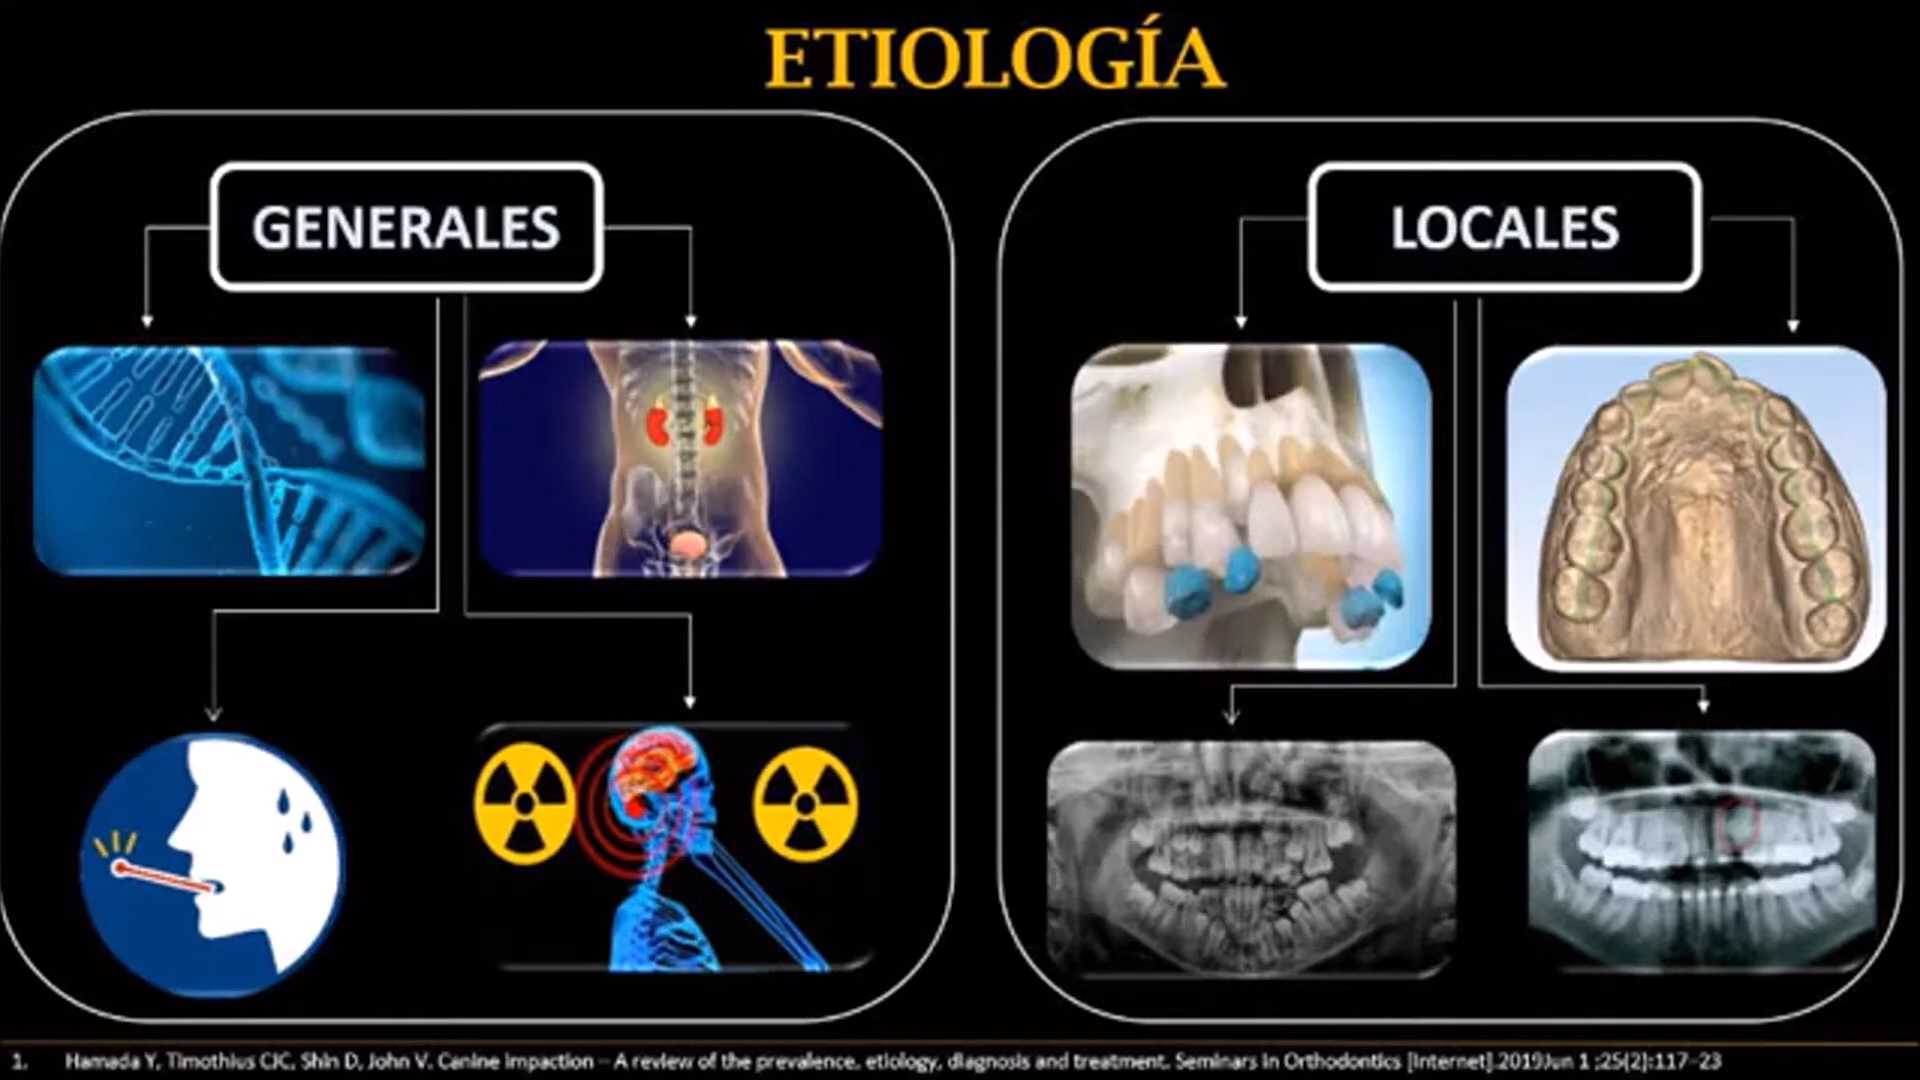 ETIOLOGÍA
GENERALES
LOCALES
1. Hamada Y, Timothius CJC, Shin D, John V. Canine Impaction – A review of the prevalence, etiology, diagnosis and treatment. Seminars in Orthodontics [Internet].2019Jun 1 ;25(2):117–23